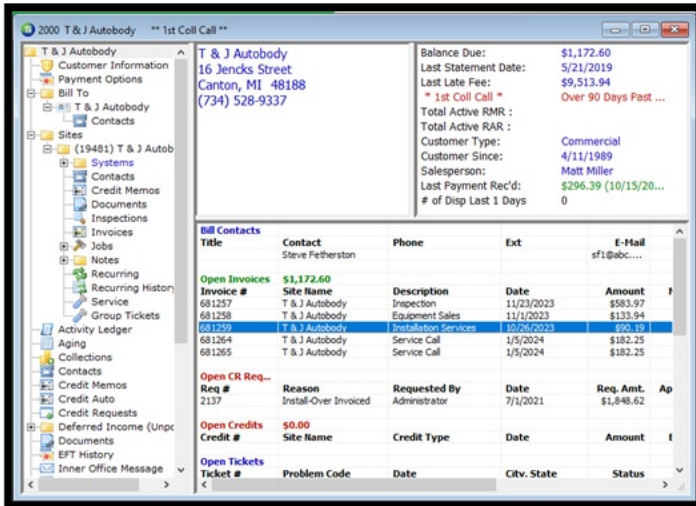 2000 T & J Autobody ** 1st Coll Call **
T & J Autobody
Customer Information
Payment Options
Bill To
T & J Autobody
Contacts
Sites
(19481) T & J Autob
Systems
Contacts
Credit Memos
Documents
Inspections
Invoices
Jobs
Notes
Recurring
Recurring History
Service
Group Tickets
Activity Ledger
Aging
Collections
Contacts
Credit Memos
Credit Auto
Credit Requests
Deferred Income (Unpo
Documents
EFT History
Inner Office Message
T & J Autobody
16 Jencks Street
Canton, MI 48188
(734) 528-9337
Balance Due: $1,172.60
Last Statement Date: 5/21/2019
Last Late Fee: $9,513.94
* 1st Coll Call * Over 90 Days Past ...
Total Active RMR :
Total Active RAR :
Customer Type: Commercial
Customer Since: 4/11/1989
Salesperson: Matt Miller
Last Payment Rec'd: $296.39 (10/15/20...
# of Disp Last 1 Days 0
Bill Contacts
Title Contact Phone Ext E-Mail
Steve Fetherston sf1@abc....
Open Invoices $1,172.60
Invoice # Site Name Description Date Amount
681257 T & J Autobody Inspection 11/23/2023 $583.97
681258 T & J Autobody Equipment Sales 11/1/2023 $133.94
681259 T & J Autobody Installation Services 10/26/2023 $90.19
681264 T & J Autobody Service Call 1/5/2024 $182.25
681265 T & J Autobody Service Call 1/5/2024 $182.25
Open CR Req...
Req # Reason Requested By Date Req. Amt. Ap
2137 Install-Over Invoiced Administrator 7/1/2021 $1,848.62
Open Credits $0.00
Credit # Site Name Credit Type Date Amount
Open Tickets
Ticket # Problem Code Date City, State Status